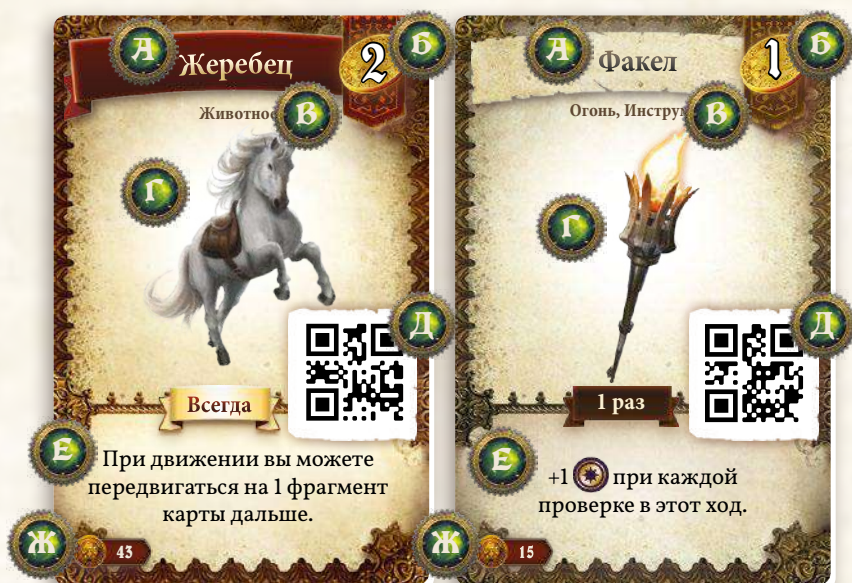 А
Жеребец
2
Б
Животно
В
Г
Д
Всегда
Е
При движении вы можете
передвигаться на 1 фрагмент
карты дальше.
Ж
43
А
Факел
1
Б
Огонь, Инстру
В
Г
Д
1 раз
Е
+1 при каждой
проверке в этот ход.
Ж
15